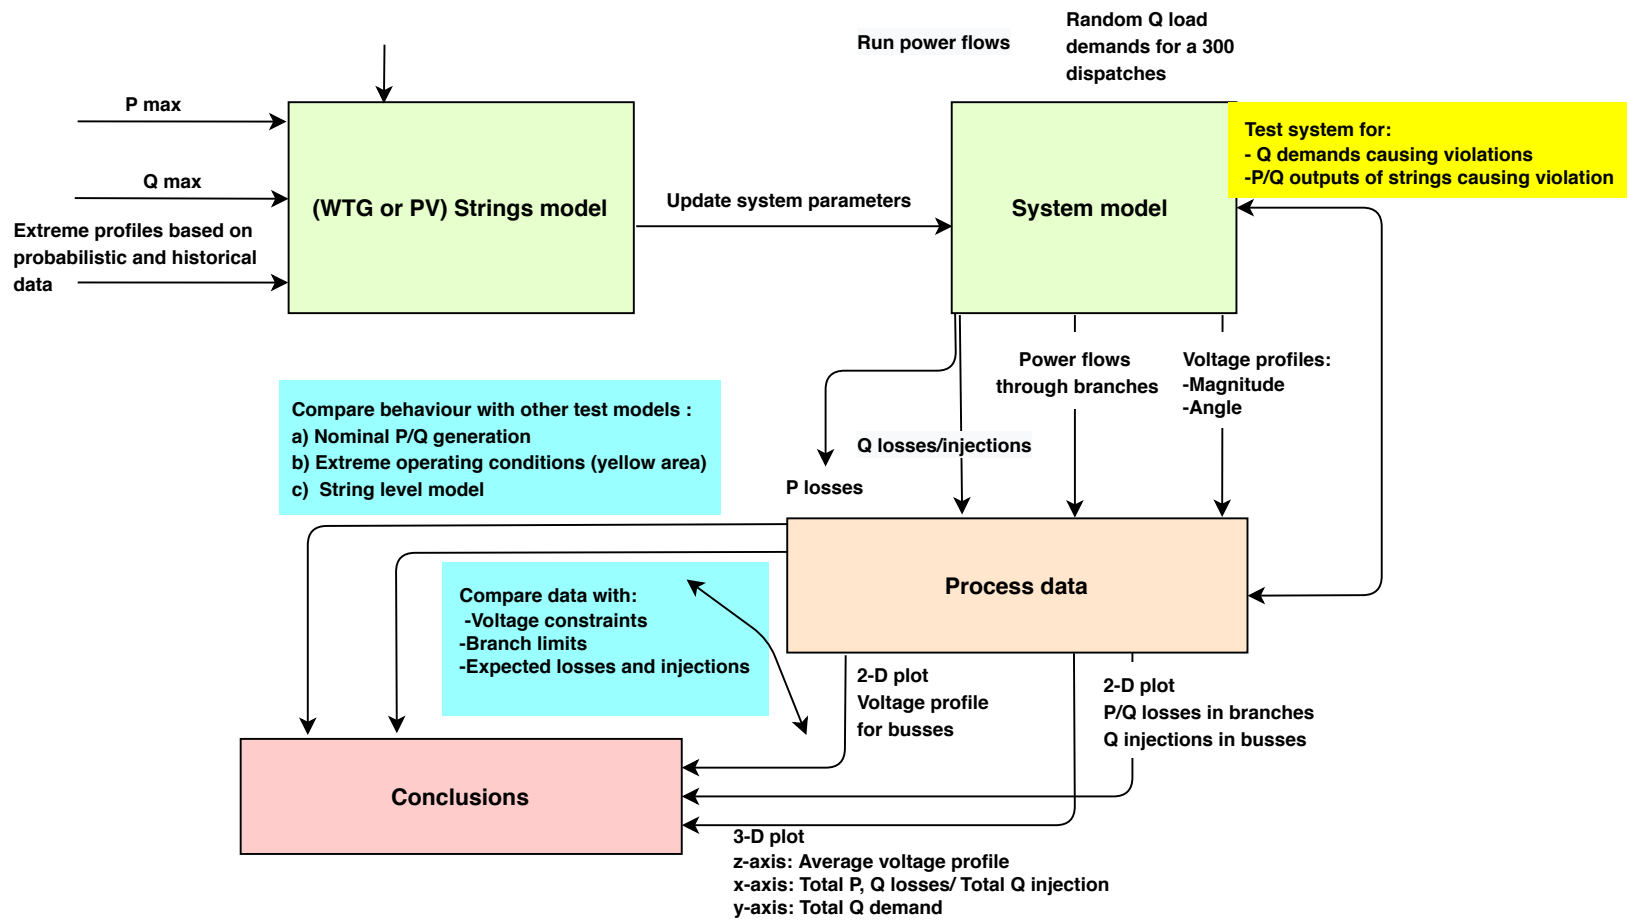 Run power flows
Random Q load
demands for a 300
dispatches
P max
Q max
Extreme profiles based on
probabilistic and historical
data
(WTG or PV) Strings model
Update system parameters
System model
Test system for:
- Q demands causing violations
-P/Q outputs of strings causing violation
Power flows
through branches
Voltage profiles:
-Magnitude
-Angle
Q losses/injections
P losses
Compare behaviour with other test models :
a) Nominal P/Q generation
b) Extreme operating conditions (yellow area)
c) String level model
Process data
Compare data with:
-Voltage constraints
-Branch limits
-Expected losses and injections
2-D plot
Voltage profile
for busses
2-D plot
P/Q losses in branches
Q injections in busses
Conclusions
3-D plot
z-axis: Average voltage profile
x-axis: Total P, Q losses/ Total Q injection
y-axis: Total Q demand